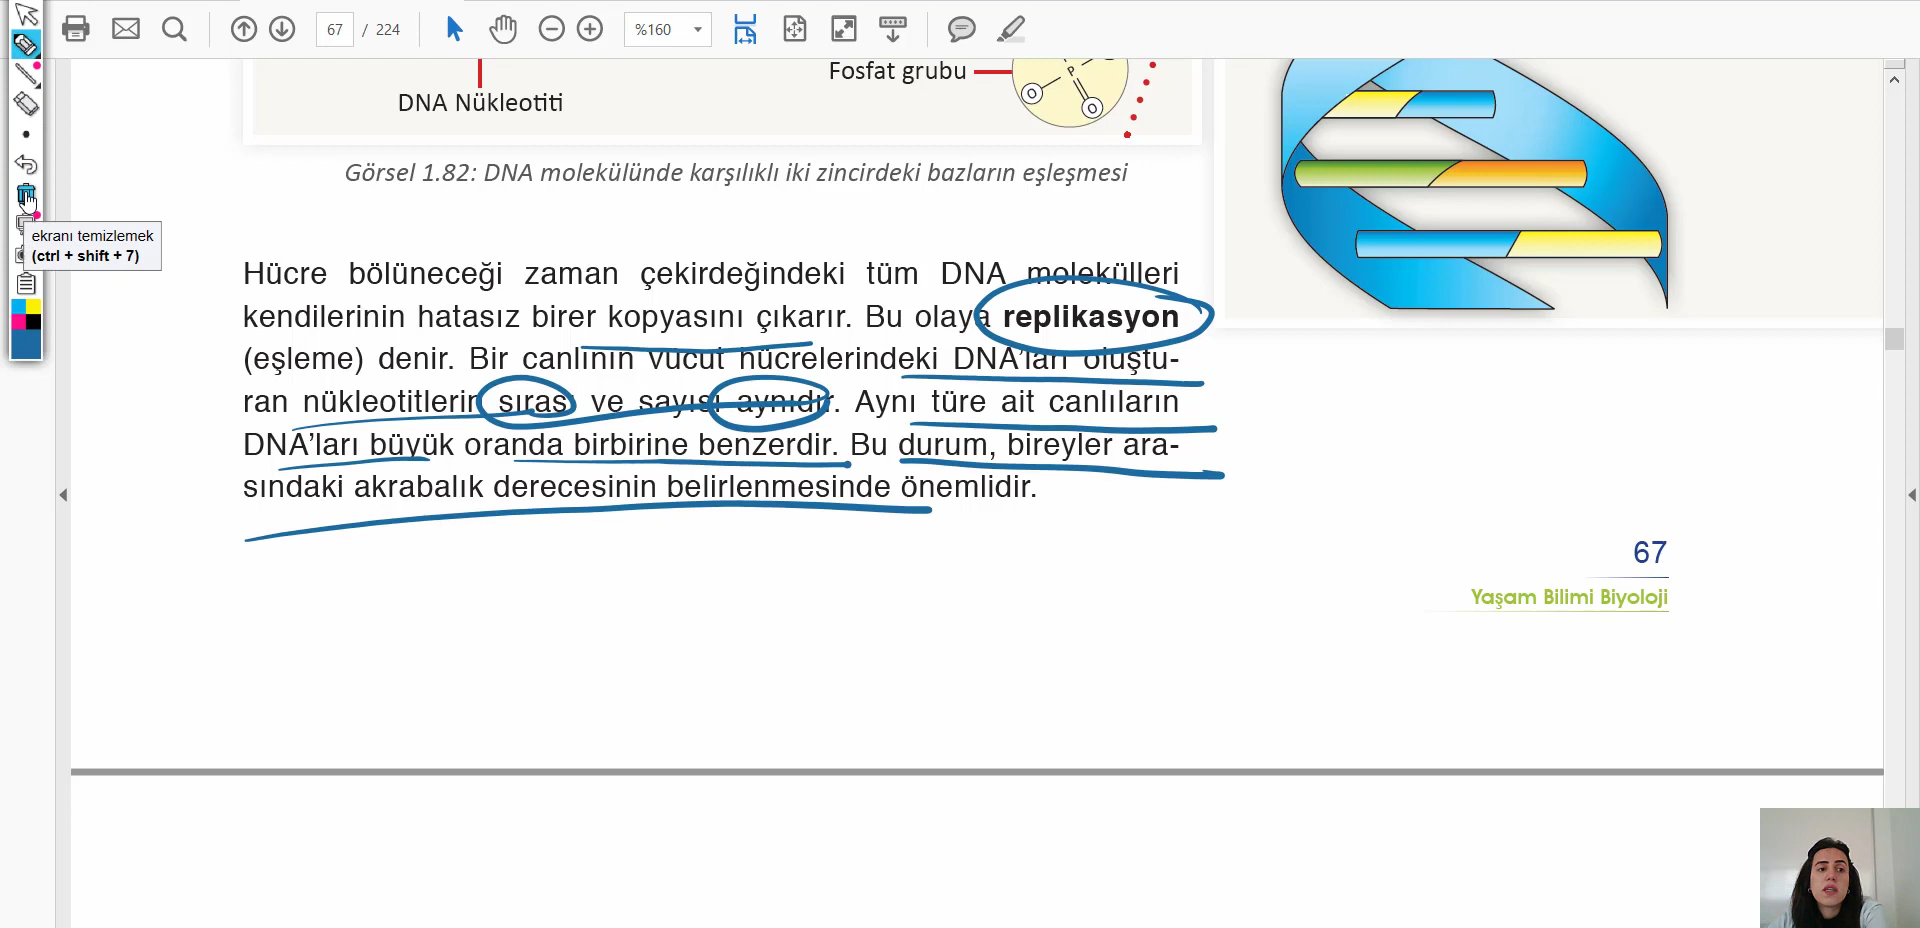 67 / 224
%160
Fosfat grubu
P
O
O
DNA Nükleotiti
Görsel 1.82: DNA molekülünde karşılıklı iki zincirdeki bazların eşleşmesi
ekranı temizlemek
(ctrl + shift + 7)
Hücre bölüneceği zaman çekirdeğindeki tüm DNA molekülleri
kendilerinin hatasız birer kopyasını çıkarır. Bu olaya replikasyon
(eşleme) denir. Bir canlının vücut hücrelerindeki DNA’ları oluştu-
ran nükleotitlerin sırası ve sayısı aynıdır. Aynı türe ait canlıların
DNA’ları büyük oranda birbirine benzerdir. Bu durum, bireyler ara-
sındaki akrabalık derecesinin belirlenmesinde önemlidir.
67
Yaşam Bilimi Biyoloji